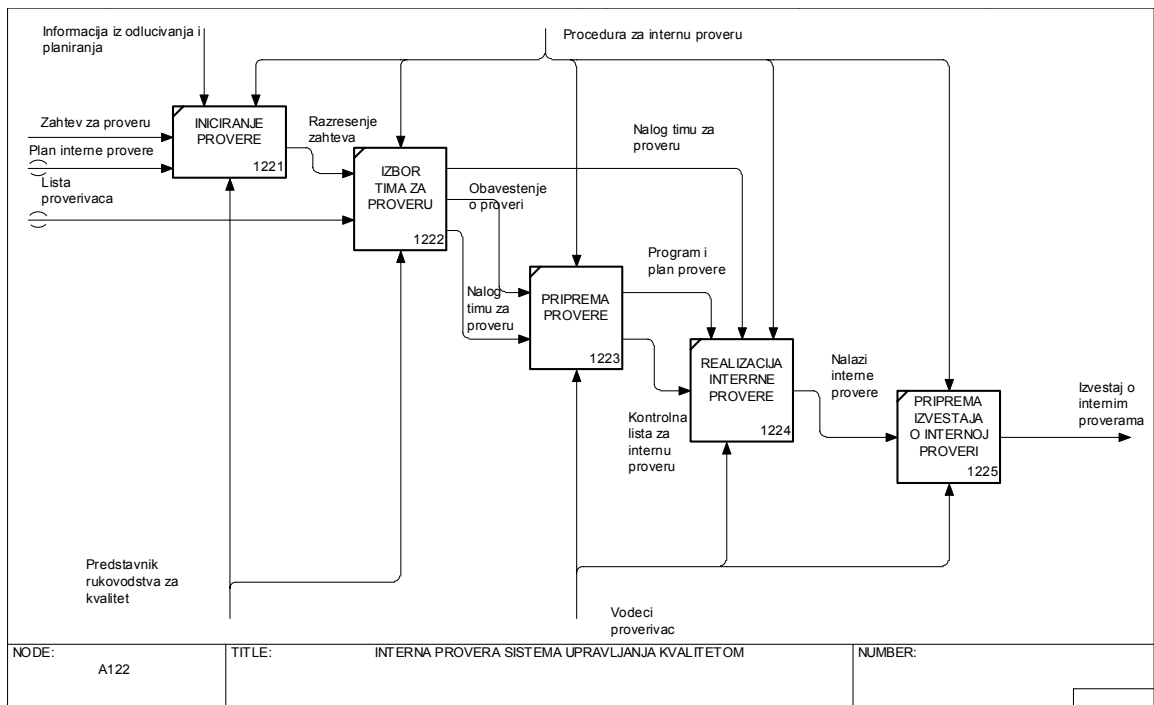 Informacija iz odlucivanja i
planiranja
Procedura za internu proveru
Zahtev za proveru
Plan interne provere
Lista
proverivaca
INICIRANJE
PROVERE
1221
Razresenje
zahteva
IZBOR
TIMA ZA
PROVERU
1222
Nalog timu za
proveru
Obavestenje
o proveri
Nalog
timu za
proveru
PRIPREMA
PROVERE
1223
Program i
plan provere
Kontrolna
lista za
internu
proveru
REALIZACIJA
INTERRNE
PROVERE
1224
Nalazi
interne
provere
PRIPREMA
IZVESTAJA
O INTERNOJ
PROVERI
1225
Izvestaj o
internim
proverama
Predstavnik
rukovodstva za
kvalitet
Vodeci
proverivac
NODE:
A122
TITLE:
INTERNA PROVERA SISTEMA UPRAVLJANJA KVALITETOM
NUMBER: